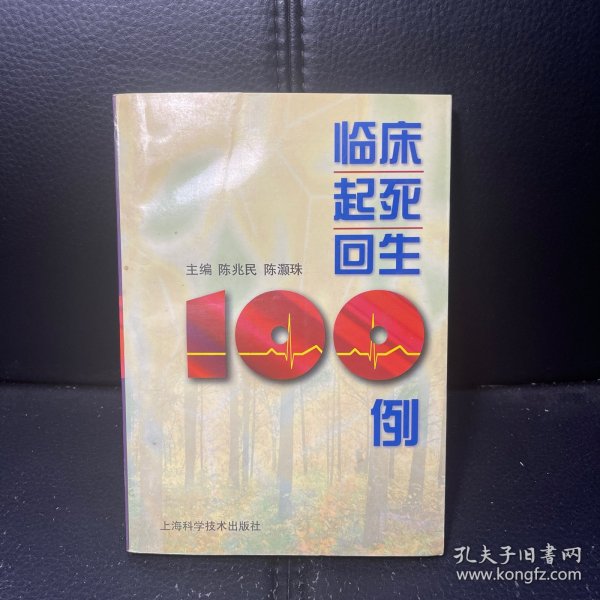 临床
起死
回生
主编 陈兆民 陈灏珠
100
例
上海科学技术出版社
孔夫子旧书网
www.kongfz.com